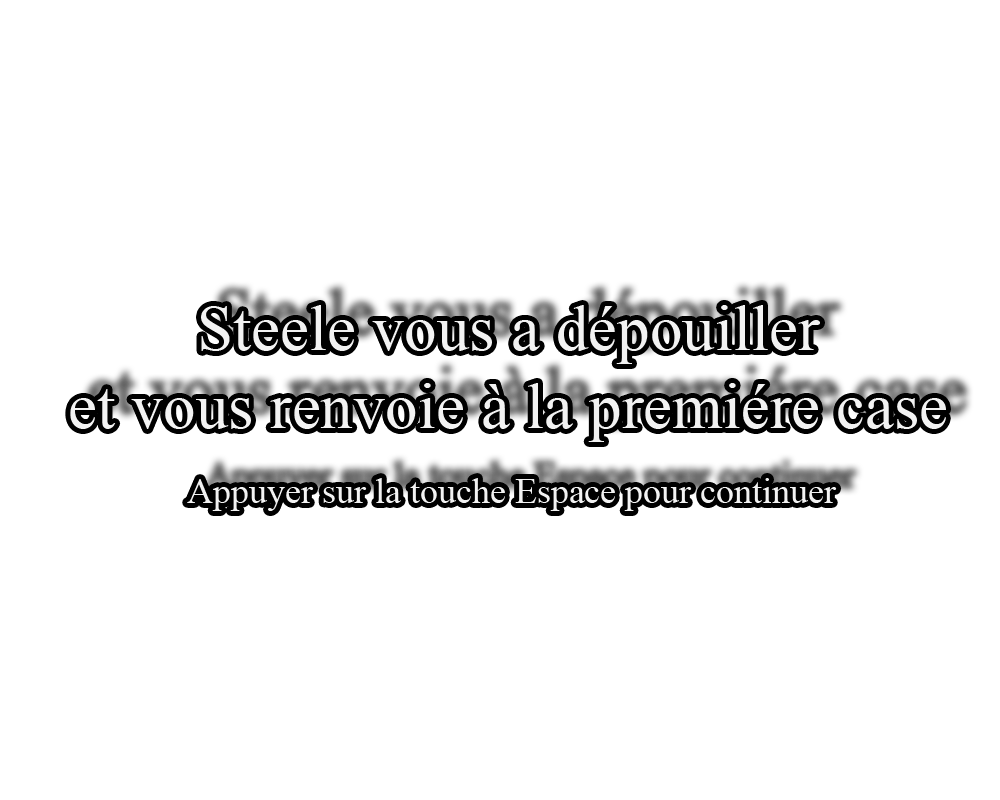 Steele vous a dépouiller
et vous renvoie à la premiére case
Appuyer sur la touche Espace pour continuer